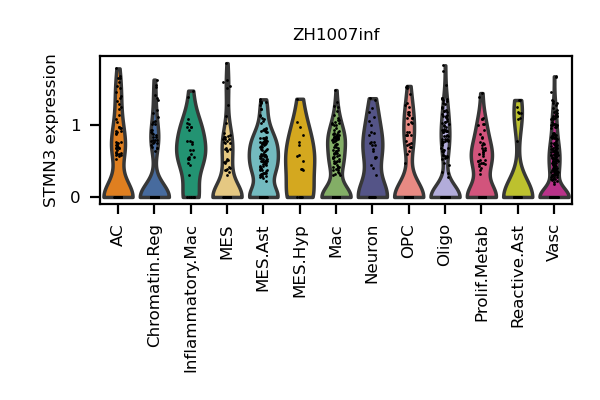 ZH1007inf
STMN3 expression
1
0
AC
Chromatin.Reg
Inflammatory.Mac
MES
MES.Ast
MES.Hyp
Mac
Neuron
OPC
Oligo
Prolif.Metab
Reactive.Ast
Vasc